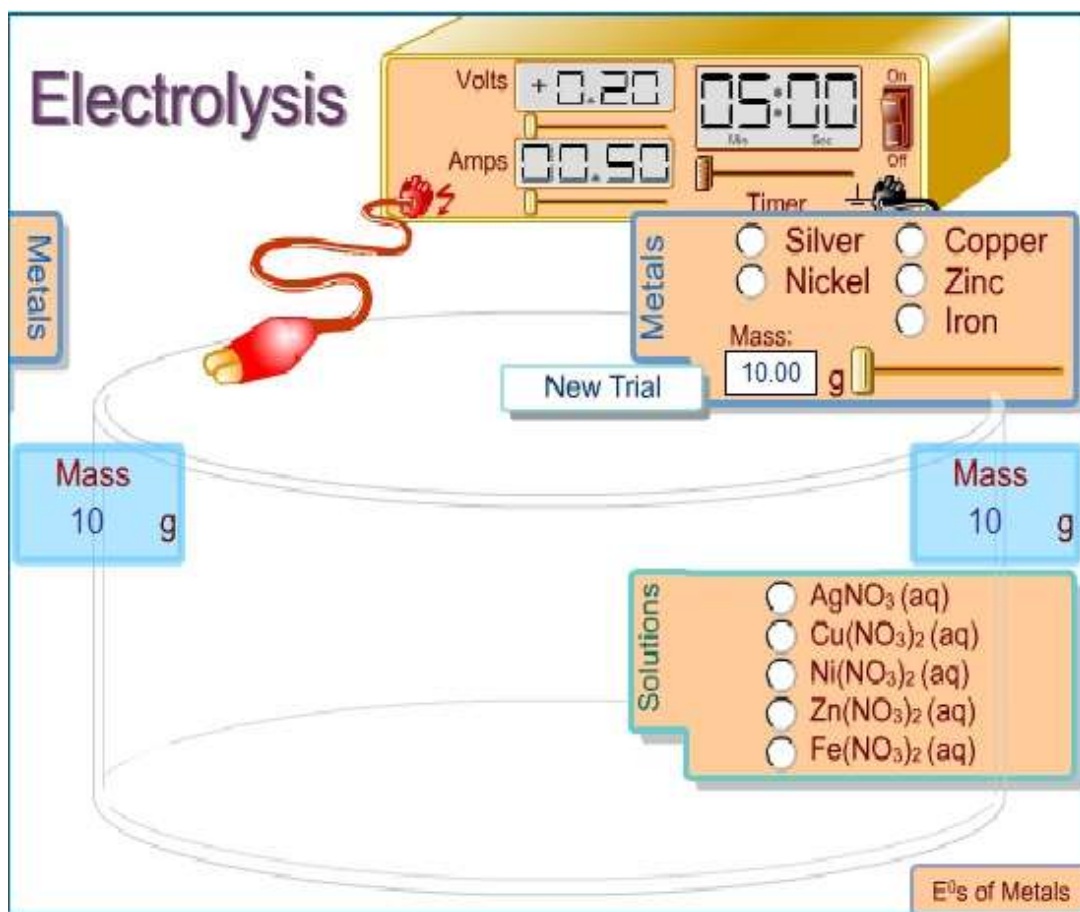 Electrolysis
Volts +0.20
05:00
Min Sec
On
Off
Amps 00.50
Timer
Metals
Metals
Silver Copper
Nickel Zinc
Iron
Mass:
10.00 g
New Trial
Mass
10 g
Mass
10 g
Solutions
AgNO₃ (aq)
Cu(NO₃)₂ (aq)
Ni(NO₃)₂ (aq)
Zn(NO₃)₂ (aq)
Fe(NO₃)₂ (aq)
E⁰s of Metals